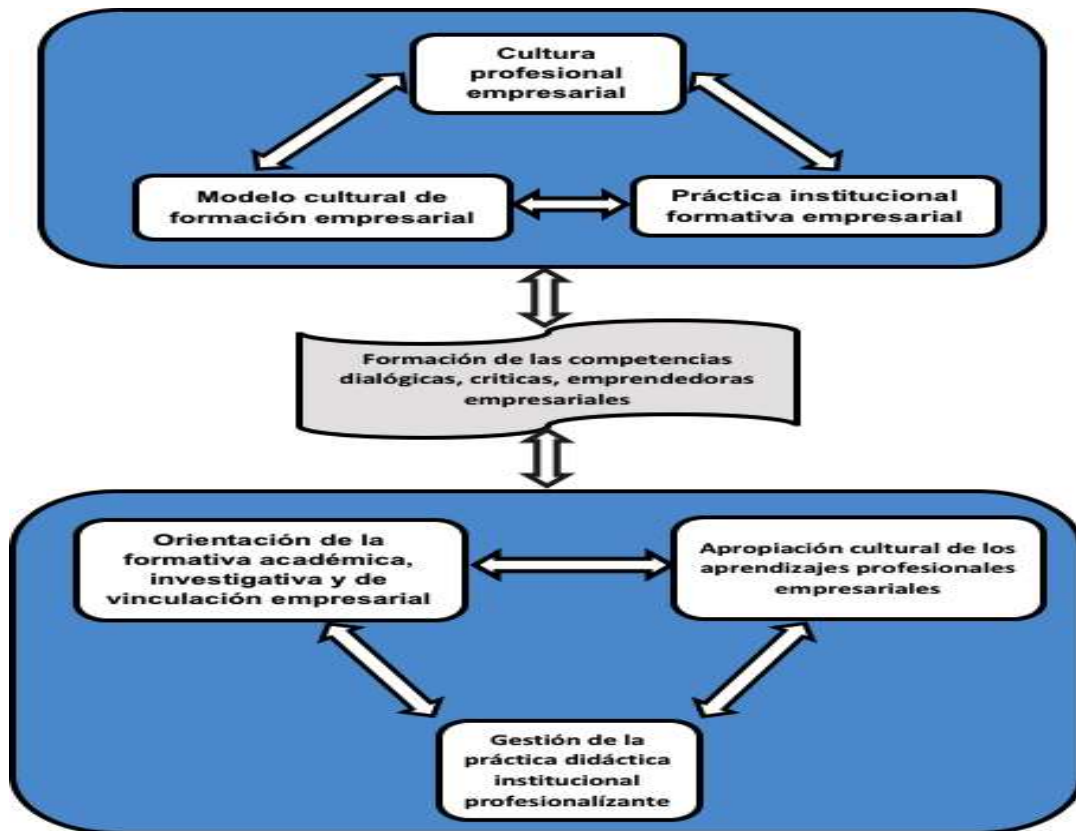 Cultura
profesional
empresarial
Modelo cultural de
formación empresarial
Práctica institucional
formativa empresarial
Formación de las competencias
dialógicas, criticas, emprendedoras
empresariales
Orientación de la
formativa académica,
investigativa y de
vinculación empresarial
Apropiación cultural de los
aprendizajes profesionales
empresariales
Gestión de la
práctica didáctica
institucional
profesionalízante